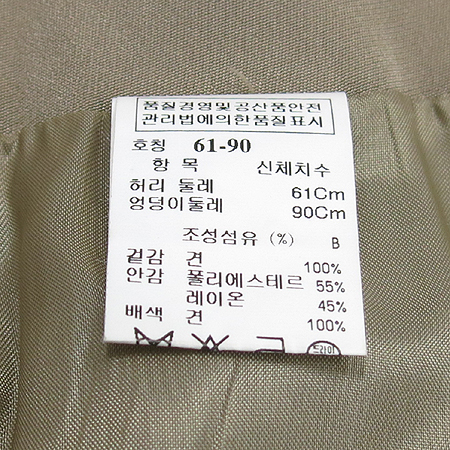 품질경영및공산품안전
관리법에의한품질표시
호칭 61-90
항 목 신체치수
허리 둘레 61Cm
엉덩이둘레 90Cm
조성섬유 (%) B
겉감 견 100%
안감 폴리에스테르 55%
레이온 45%
배색 견 100%
드라이